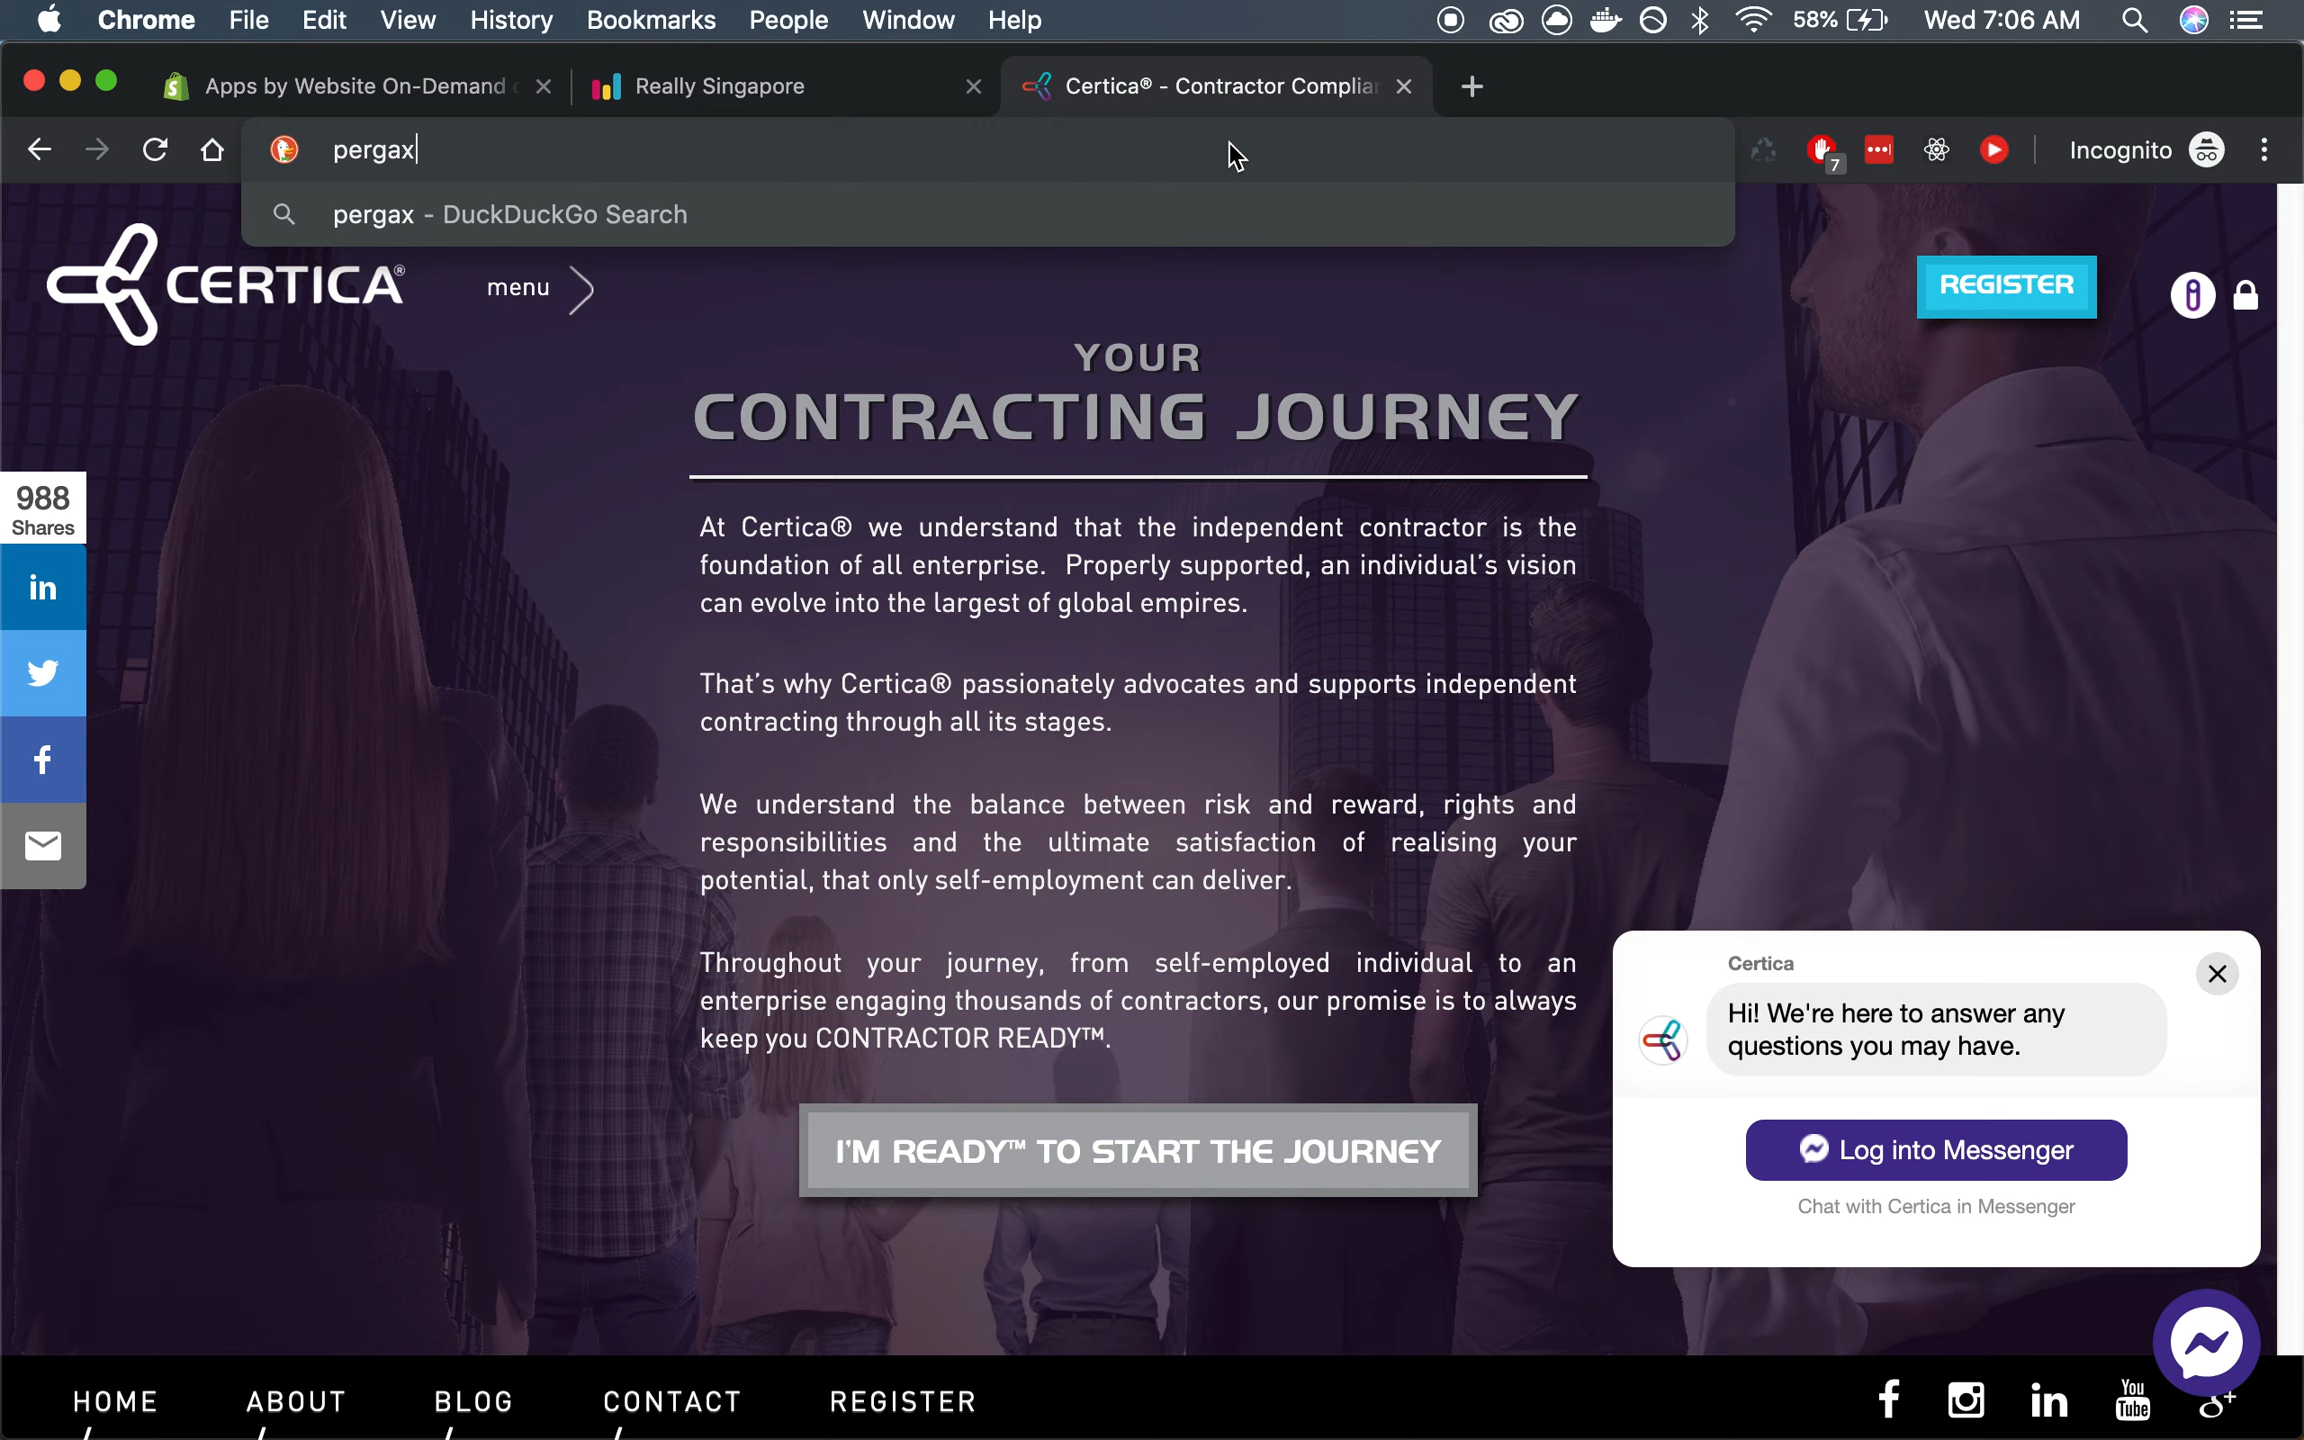 Chrome File Edit View History Bookmarks People Window Help 58% Wed 7:06 AM
Apps by Website On-Demand Really Singapore Certica® - Contractor Complian
pergax 7 Incognito
pergax - DuckDuckGo Search
CERTICA® menu REGISTER
YOUR
CONTRACTING JOURNEY
At Certica® we understand that the independent contractor is the
foundation of all enterprise. Properly supported, an individual's vision
can evolve into the largest of global empires.
That's why Certica® passionately advocates and supports independent
contracting through all its stages.
We understand the balance between risk and reward, rights and
responsibilities and the ultimate satisfaction of realising your
potential, that only self-employment can deliver.
Throughout your journey, from self-employed individual to an
enterprise engaging thousands of contractors, our promise is to always
keep you CONTRACTOR READY™.
I'M READY™ TO START THE JOURNEY
988
Shares
in
f
Certica
Hi! We're here to answer any
questions you may have.
Log into Messenger
Chat with Certica in Messenger
HOME ABOUT BLOG CONTACT REGISTER
f in You Tube g+